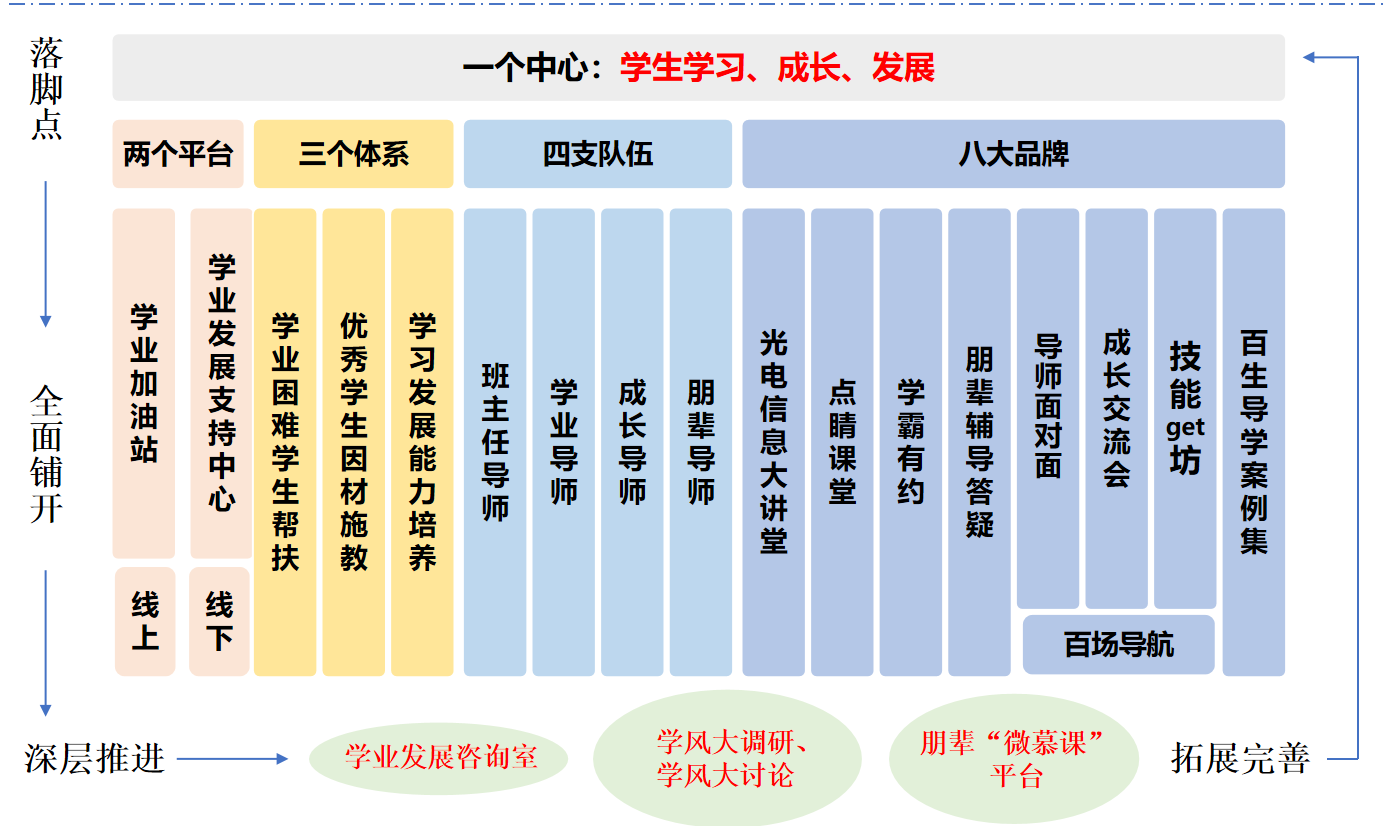 落脚点
一个中心：学生学习、成长、发展
两个平台
三个体系
四支队伍
八大品牌
学业加油站
学业发展支持中心
学业困难学生帮扶
优秀学生因材施教
学习发展能力培养
班主任导师
学业导师
成长导师
朋辈导师
光电信息大讲堂
点睛课堂
学霸有约
朋辈辅导答疑
导师面对面
成长交流会
技能get坊
百生导学案例集
全面铺开
线上
线下
百场导航
深层推进
学业发展咨询室
学风大调研、
学风大讨论
朋辈“微慕课”
平台
拓展完善